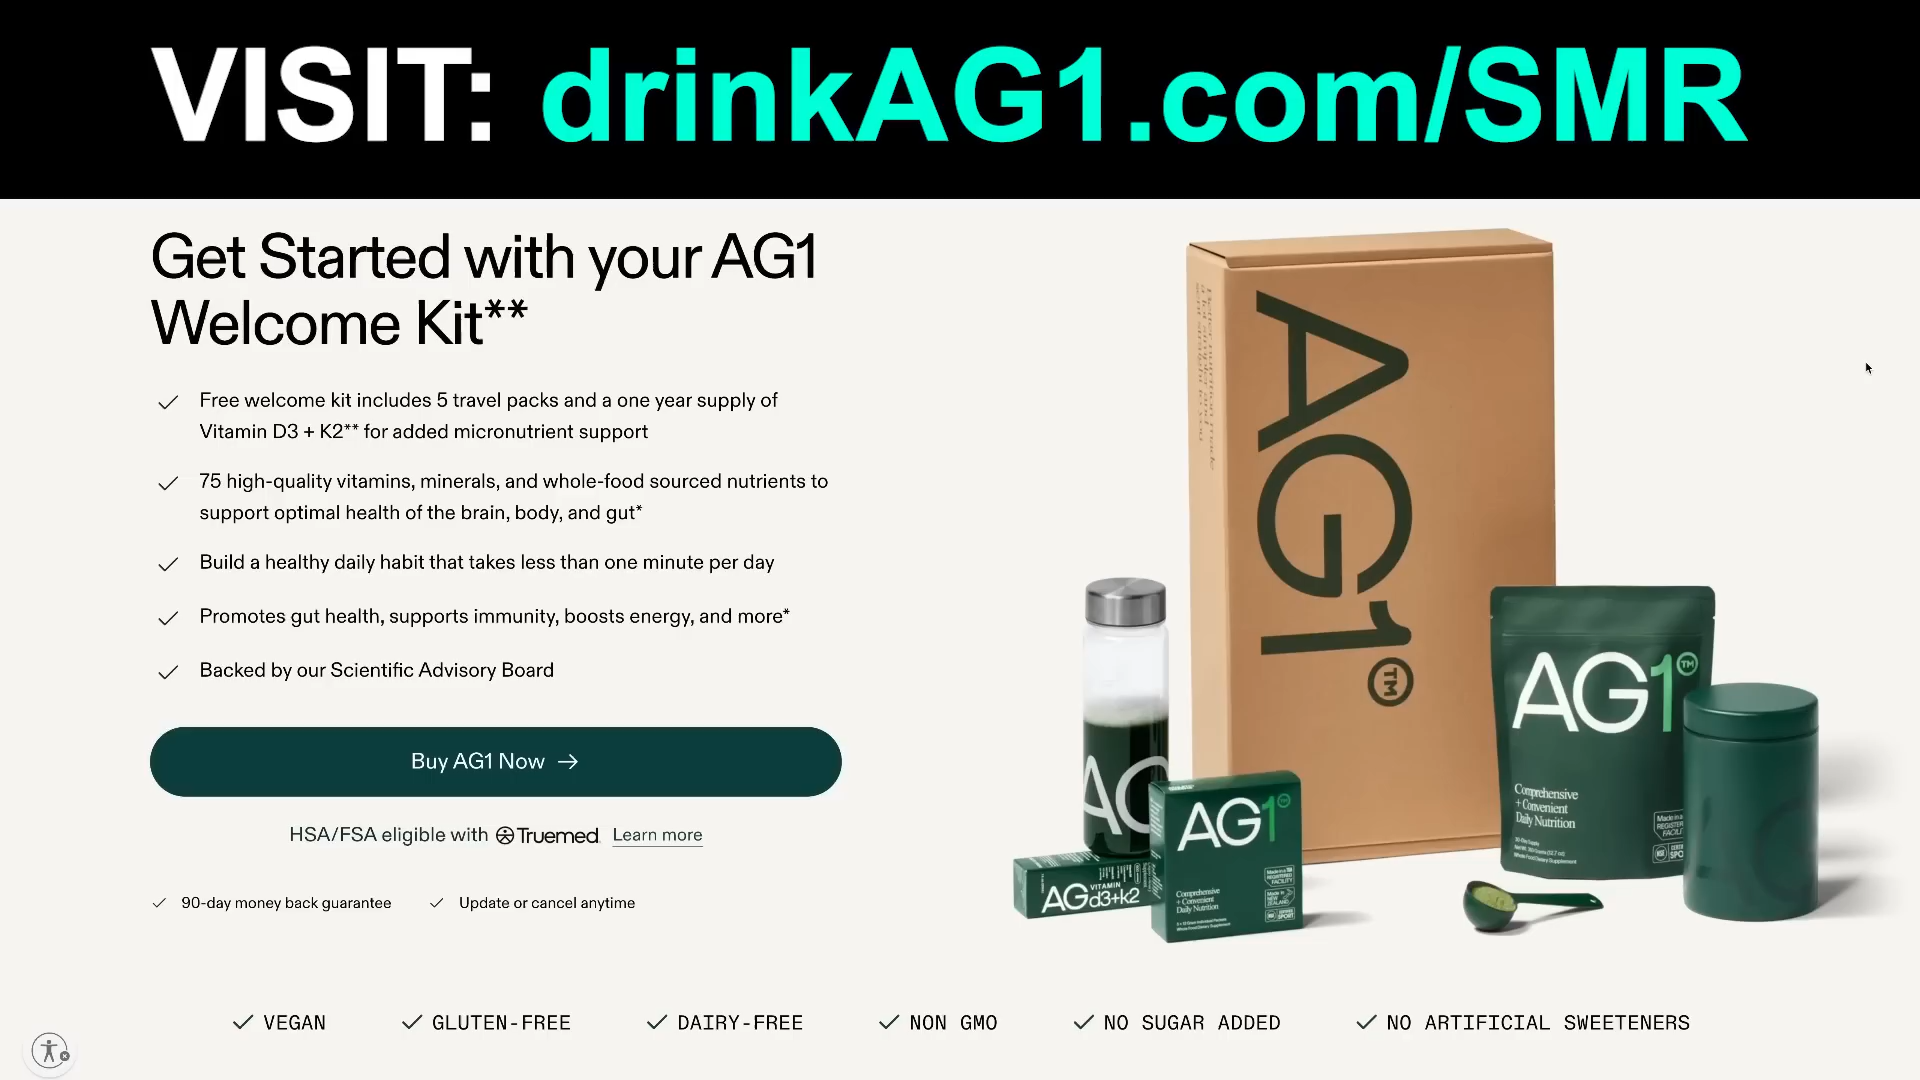 VISIT: drinkAG1.com/SMR
Get Started with your AG1
Welcome Kit**
Free welcome kit includes 5 travel packs and a one year supply of
Vitamin D3 + K2** for added micronutrient support
75 high-quality vitamins, minerals, and whole-food sourced nutrients to
support optimal health of the brain, body, and gut*
Build a healthy daily habit that takes less than one minute per day
Promotes gut health, supports immunity, boosts energy, and more*
Backed by our Scientific Advisory Board
Buy AG1 Now →
HSA/FSA eligible with Truemed Learn more
90-day money back guarantee
Update or cancel anytime
AG1™
AG
AG VITAMIN d3+k2
AG1™
Comprehensive
+ Convenient
Daily Nutrition
AG1™
Comprehensive
+ Convenient
Daily Nutrition
VEGAN
GLUTEN-FREE
DAIRY-FREE
NON GMO
NO SUGAR ADDED
NO ARTIFICIAL SWEETENERS